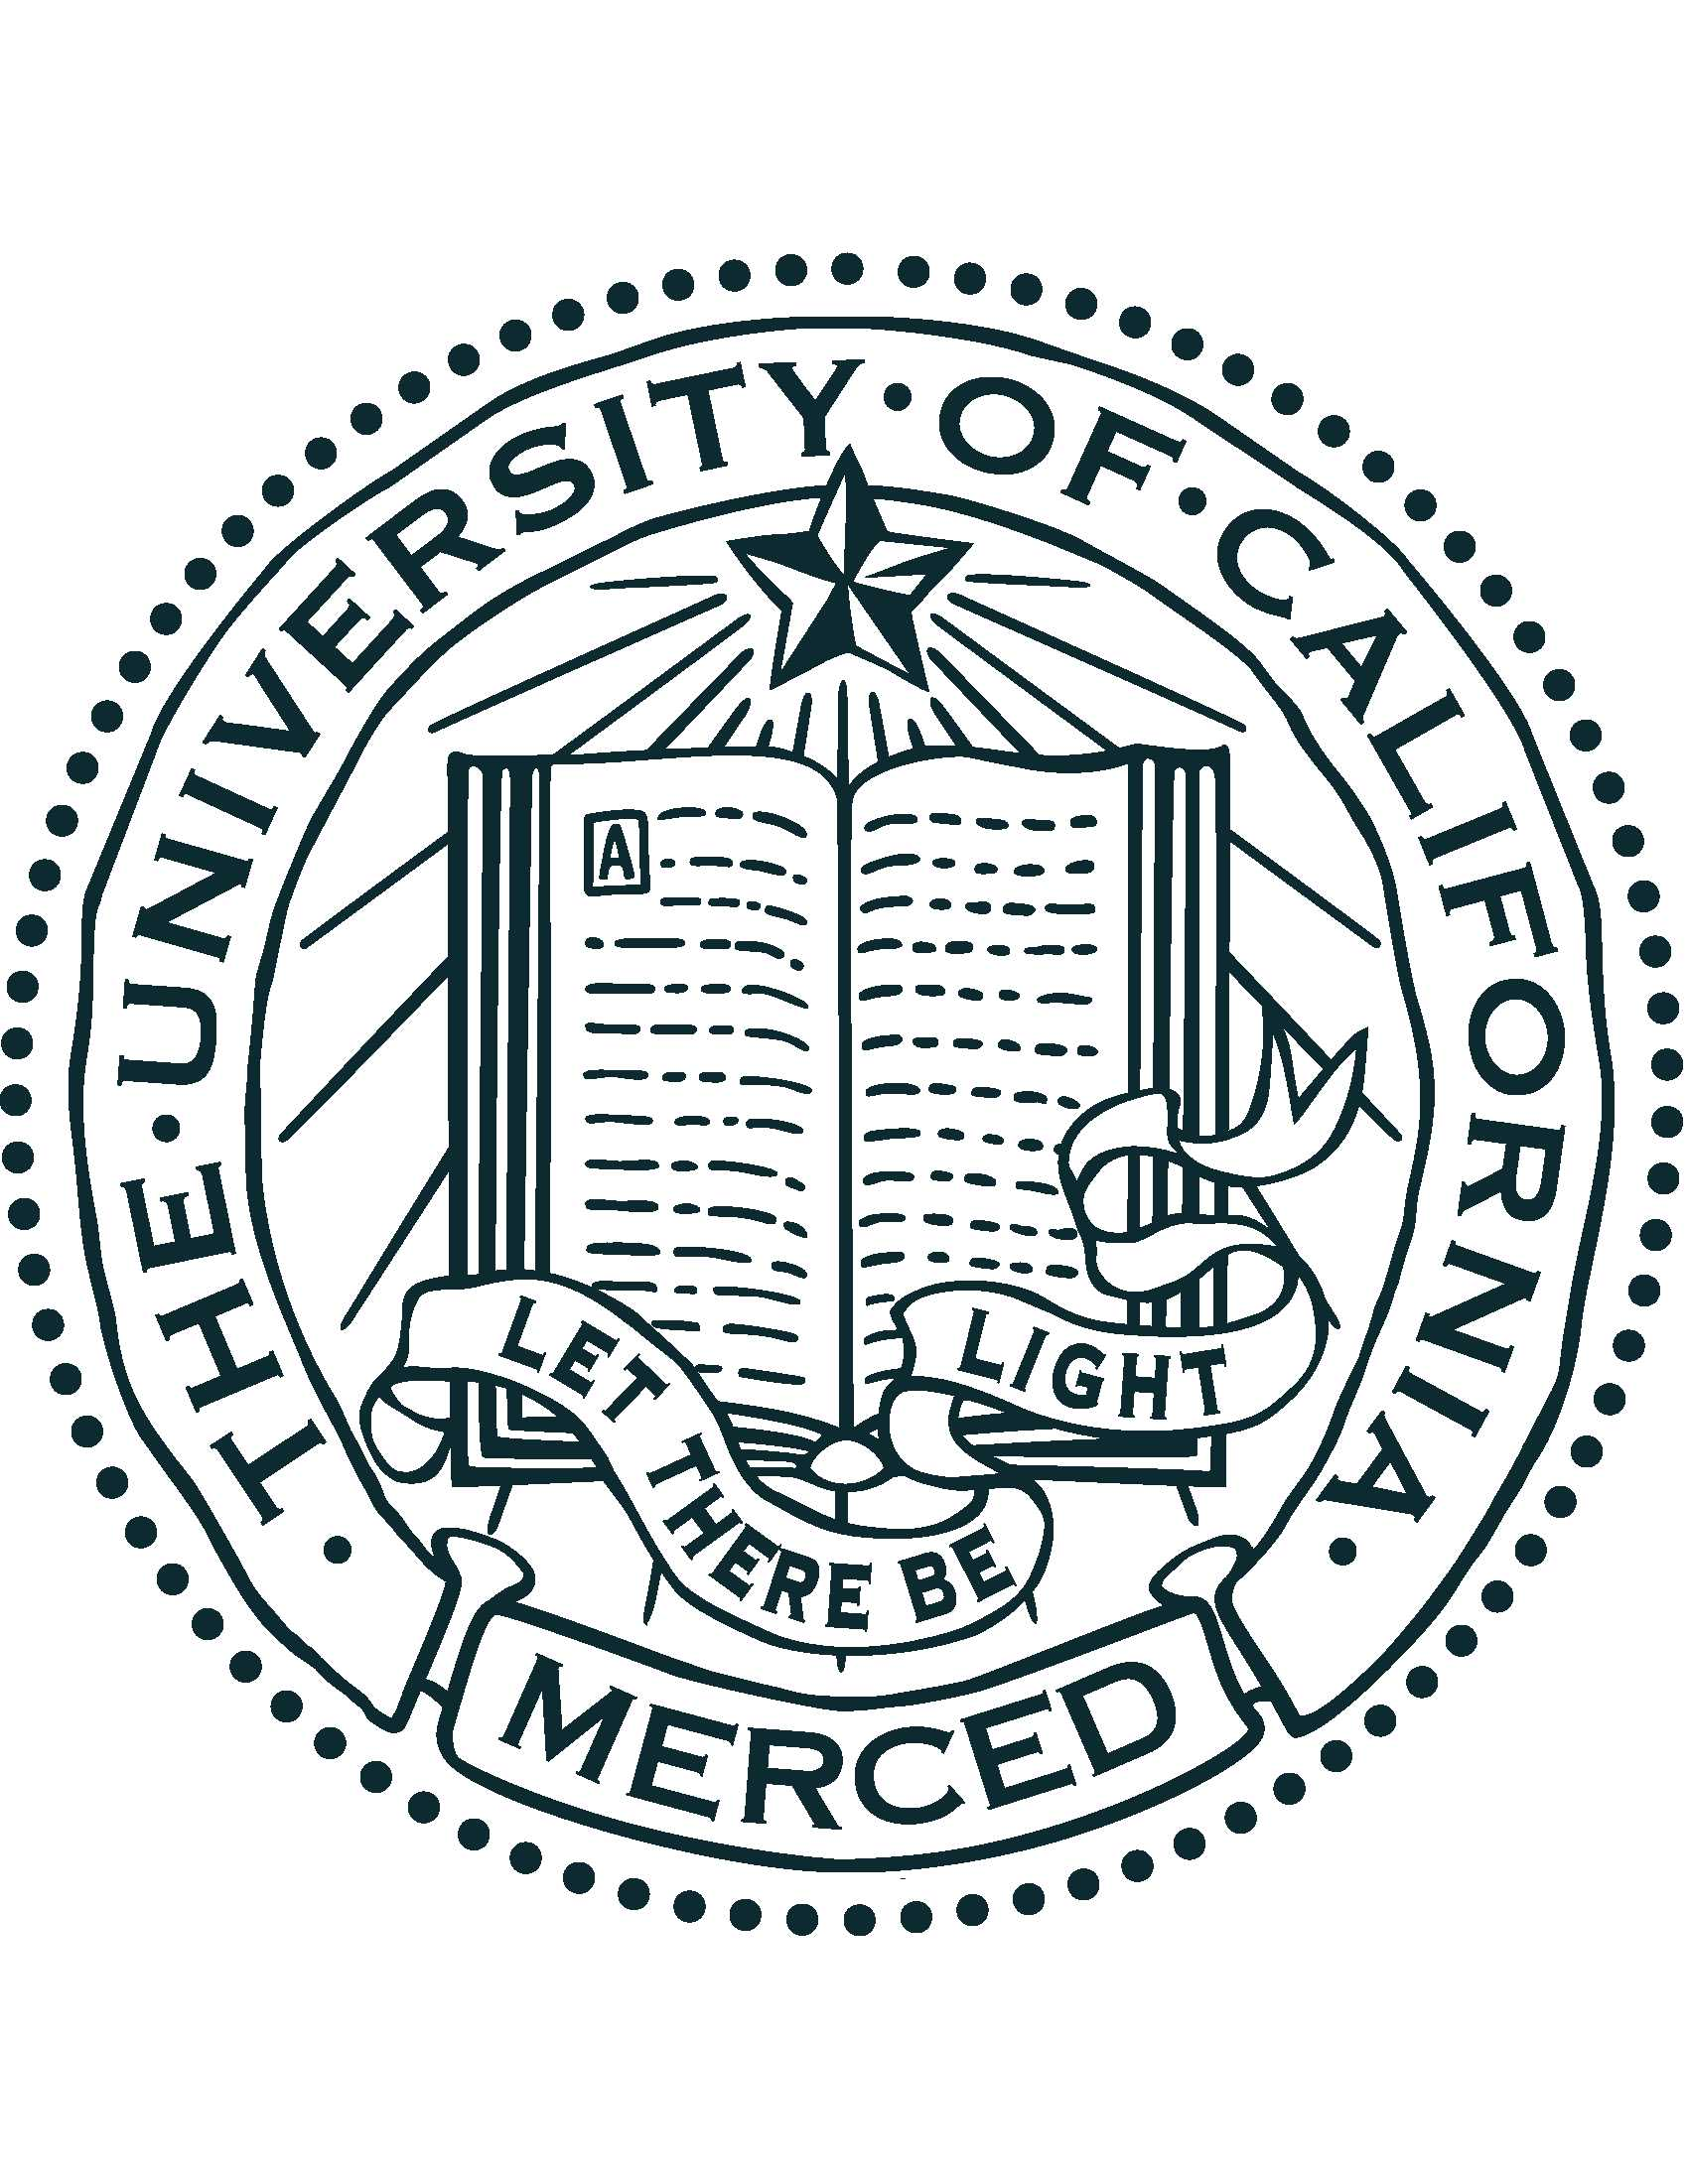 · THE · UNIVERSITY · OF · CALIFORNIA ·
A
LET THERE BE LIGHT
MERCED